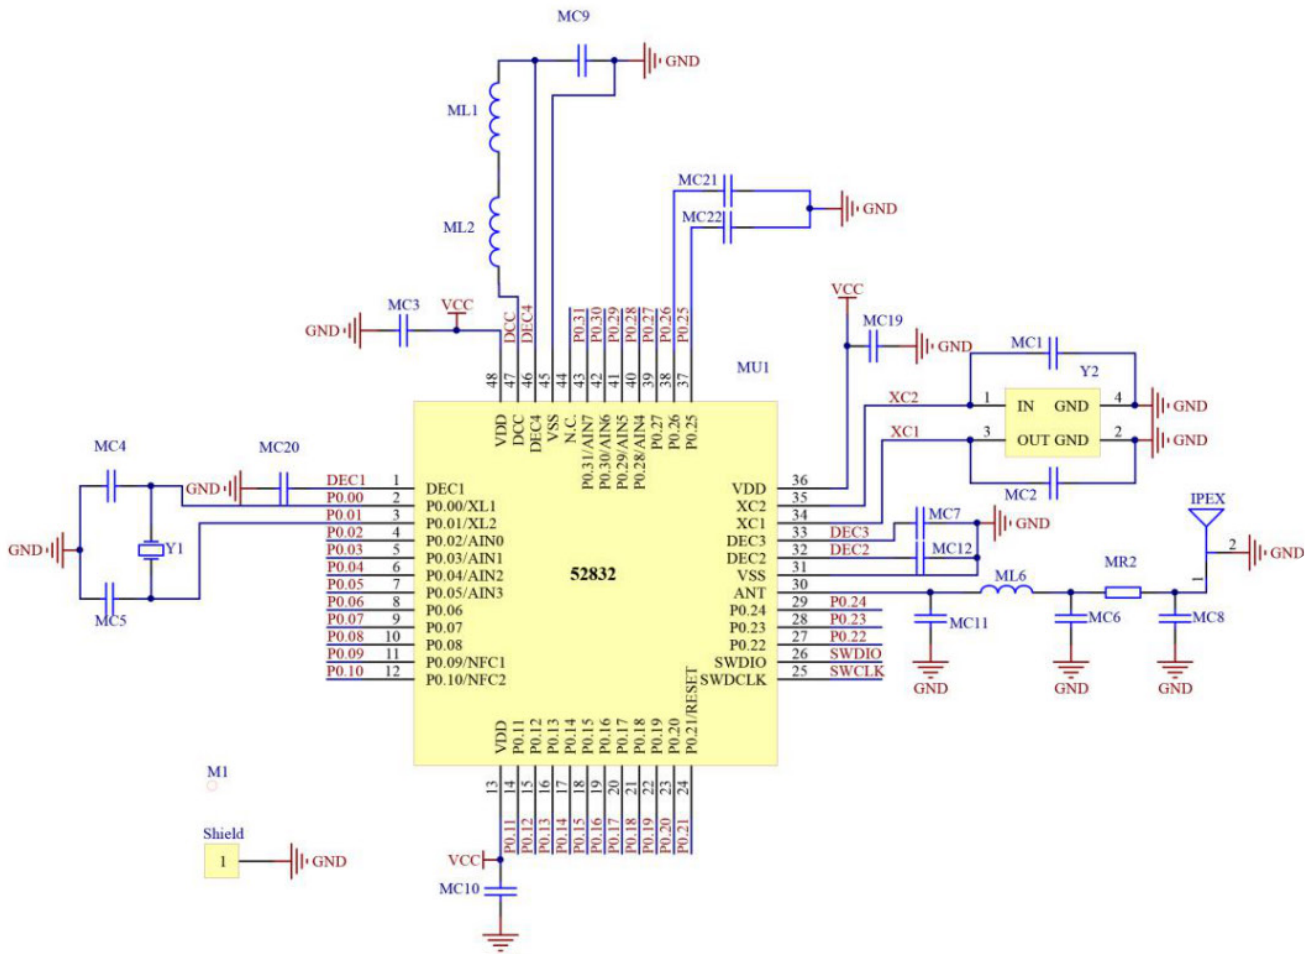 MC9
GND
ML1
ML2
MC21
MC22
GND
MC3
VCC
GND
DCC
DEC4
P0.31
P0.30
P0.29
P0.28
P0.27
P0.26
P0.25
VCC
MC19
GND
48
47
46
45
44
43
42
41
40
39
38
37
MU1
VDD
DCC
DEC4
VSS
N.C.
P0.31/AIN7
P0.30/AIN6
P0.29/AIN5
P0.28/AIN4
P0.27
P0.26
P0.25
MC1
Y2
XC2
1 IN GND 4
GND
XC1
3 OUT GND 2
GND
MC2
MC4
MC20
GND
GND
Y1
MC5
DEC1 1 DEC1
P0.00 2 P0.00/XL1
P0.01 3 P0.01/XL2
P0.02 4 P0.02/AIN0
P0.03 5 P0.03/AIN1
P0.04 6 P0.04/AIN2
P0.05 7 P0.05/AIN3
P0.06 8 P0.06
P0.07 9 P0.07
P0.08 10 P0.08
P0.09 11 P0.09/NFC1
P0.10 12 P0.10/NFC2
52832
VDD 36
XC2 35
XC1 34
DEC3 33 DEC3
DEC2 32 DEC2
VSS 31
ANT 30
P0.24 29 P0.24
P0.23 28 P0.23
P0.22 27 P0.22
SWDIO 26 SWDIO
SWDCLK 25 SWCLK
MC7
GND
MC12
IPEX
2
GND
1
ML6
MR2
MC11
MC6
MC8
GND
GND
GND
VDD
P0.11
P0.12
P0.13
P0.14
P0.15
P0.16
P0.17
P0.18
P0.19
P0.20
P0.21/RESET
13
14
15
16
17
18
19
20
21
22
23
24
P0.11
P0.12
P0.13
P0.14
P0.15
P0.16
P0.17
P0.18
P0.19
P0.20
P0.21
M1
Shield
1
GND
VCC
MC10